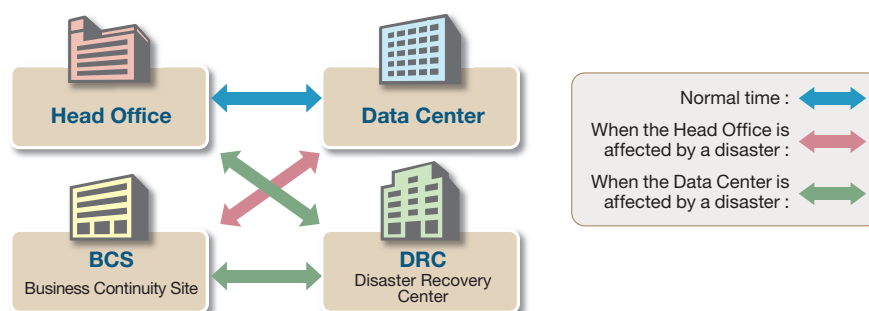 Head Office
Data Center
BCS
Business Continuity Site
DRC
Disaster Recovery
Center
Normal time :
When the Head Office is
affected by a disaster :
When the Data Center is
affected by a disaster :